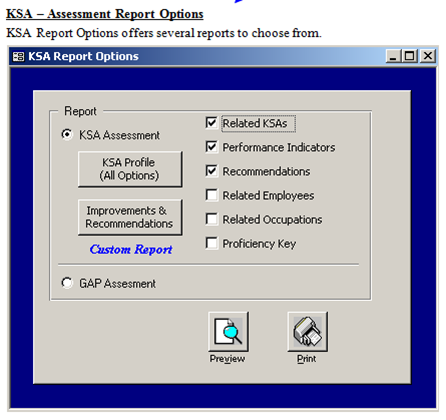 KSA – Assessment Report Options
KSA Report Options offers several reports to choose from.
KSA Report Options
Report
KSA Assessment
KSA Profile
(All Options)
Improvements &
Recommendations
Custom Report
Related KSAs
Performance Indicators
Recommendations
Related Employees
Related Occupations
Proficiency Key
GAP Assesment
Preview
Print